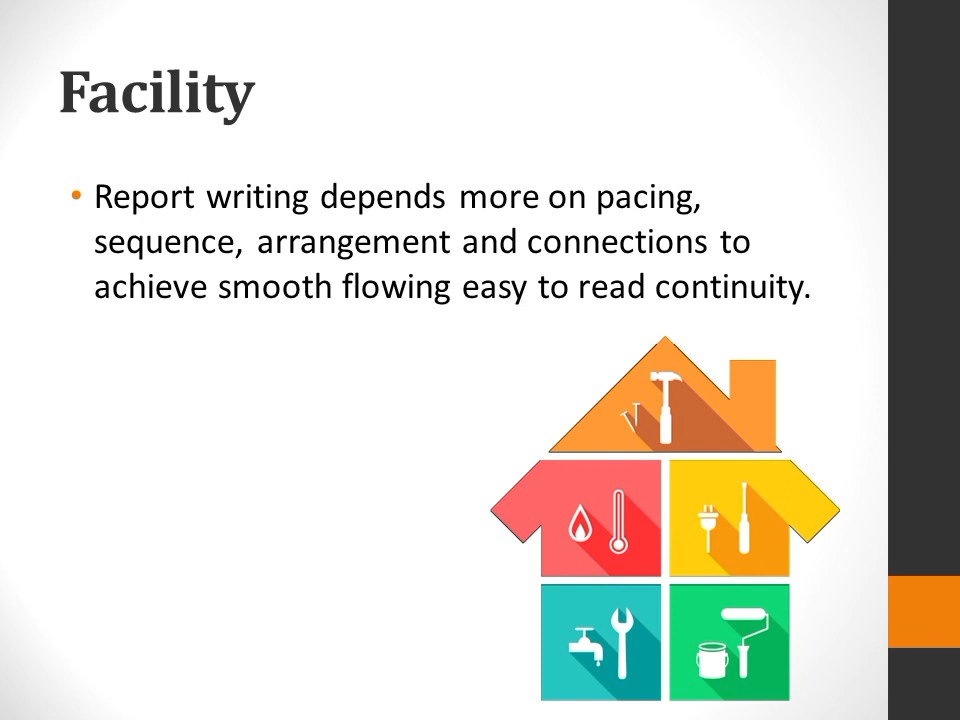 Facility
• Report writing depends more on pacing,
sequence, arrangement and connections to
achieve smooth flowing easy to read continuity.